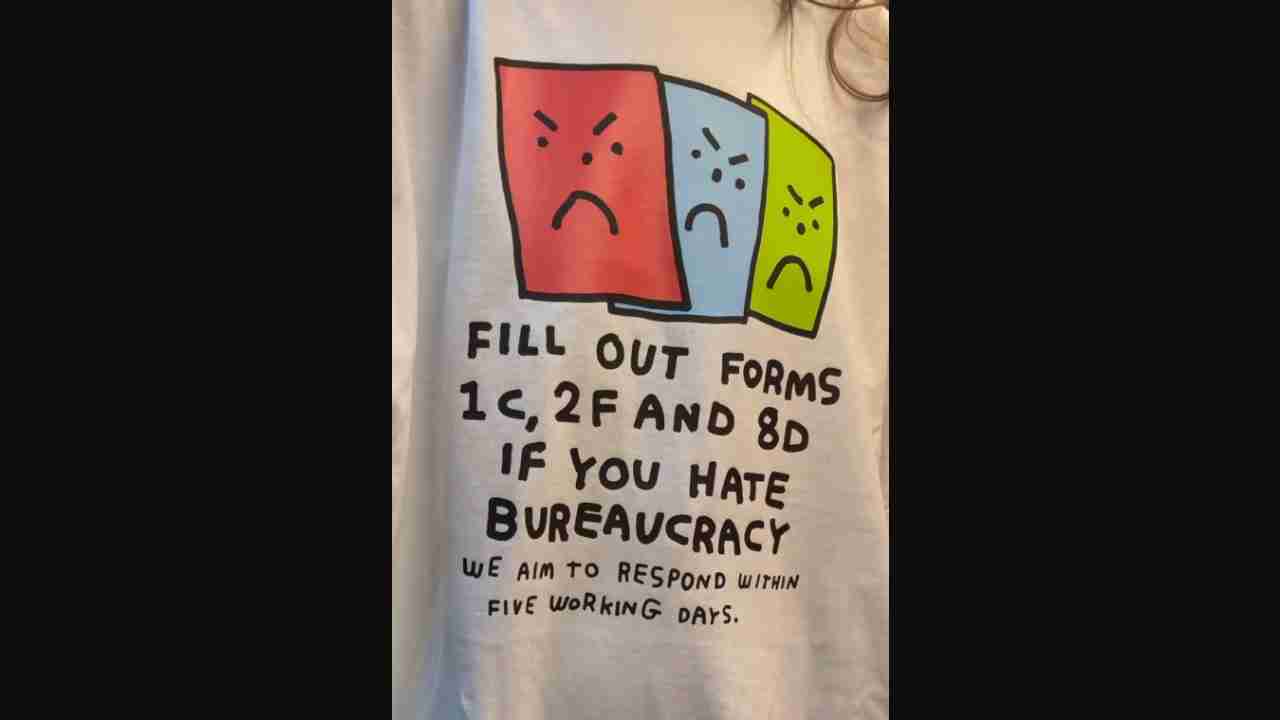 FILL OUT FORMS
1C, 2F AND 8D
IF YOU HATE
BUREAUCRACY
WE AIM TO RESPOND WITHIN
FIVE WORKING DAYS.